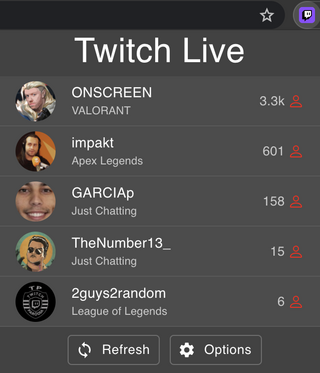 Twitch Live
ONSCREEN
VALORANT
3.3k
impakt
Apex Legends
601
GARCIAp
Just Chatting
158
TheNumber13_
Just Chatting
15
T.P
TWITCH
2guys2random
League of Legends
6
Refresh
Options